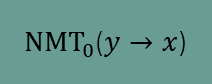 NMT₀(𝑦 → 𝑥)